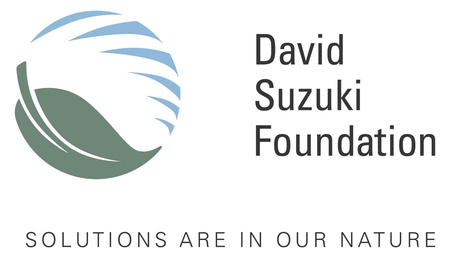 David
Suzuki
Foundation
SOLUTIONS ARE IN OUR NATURE